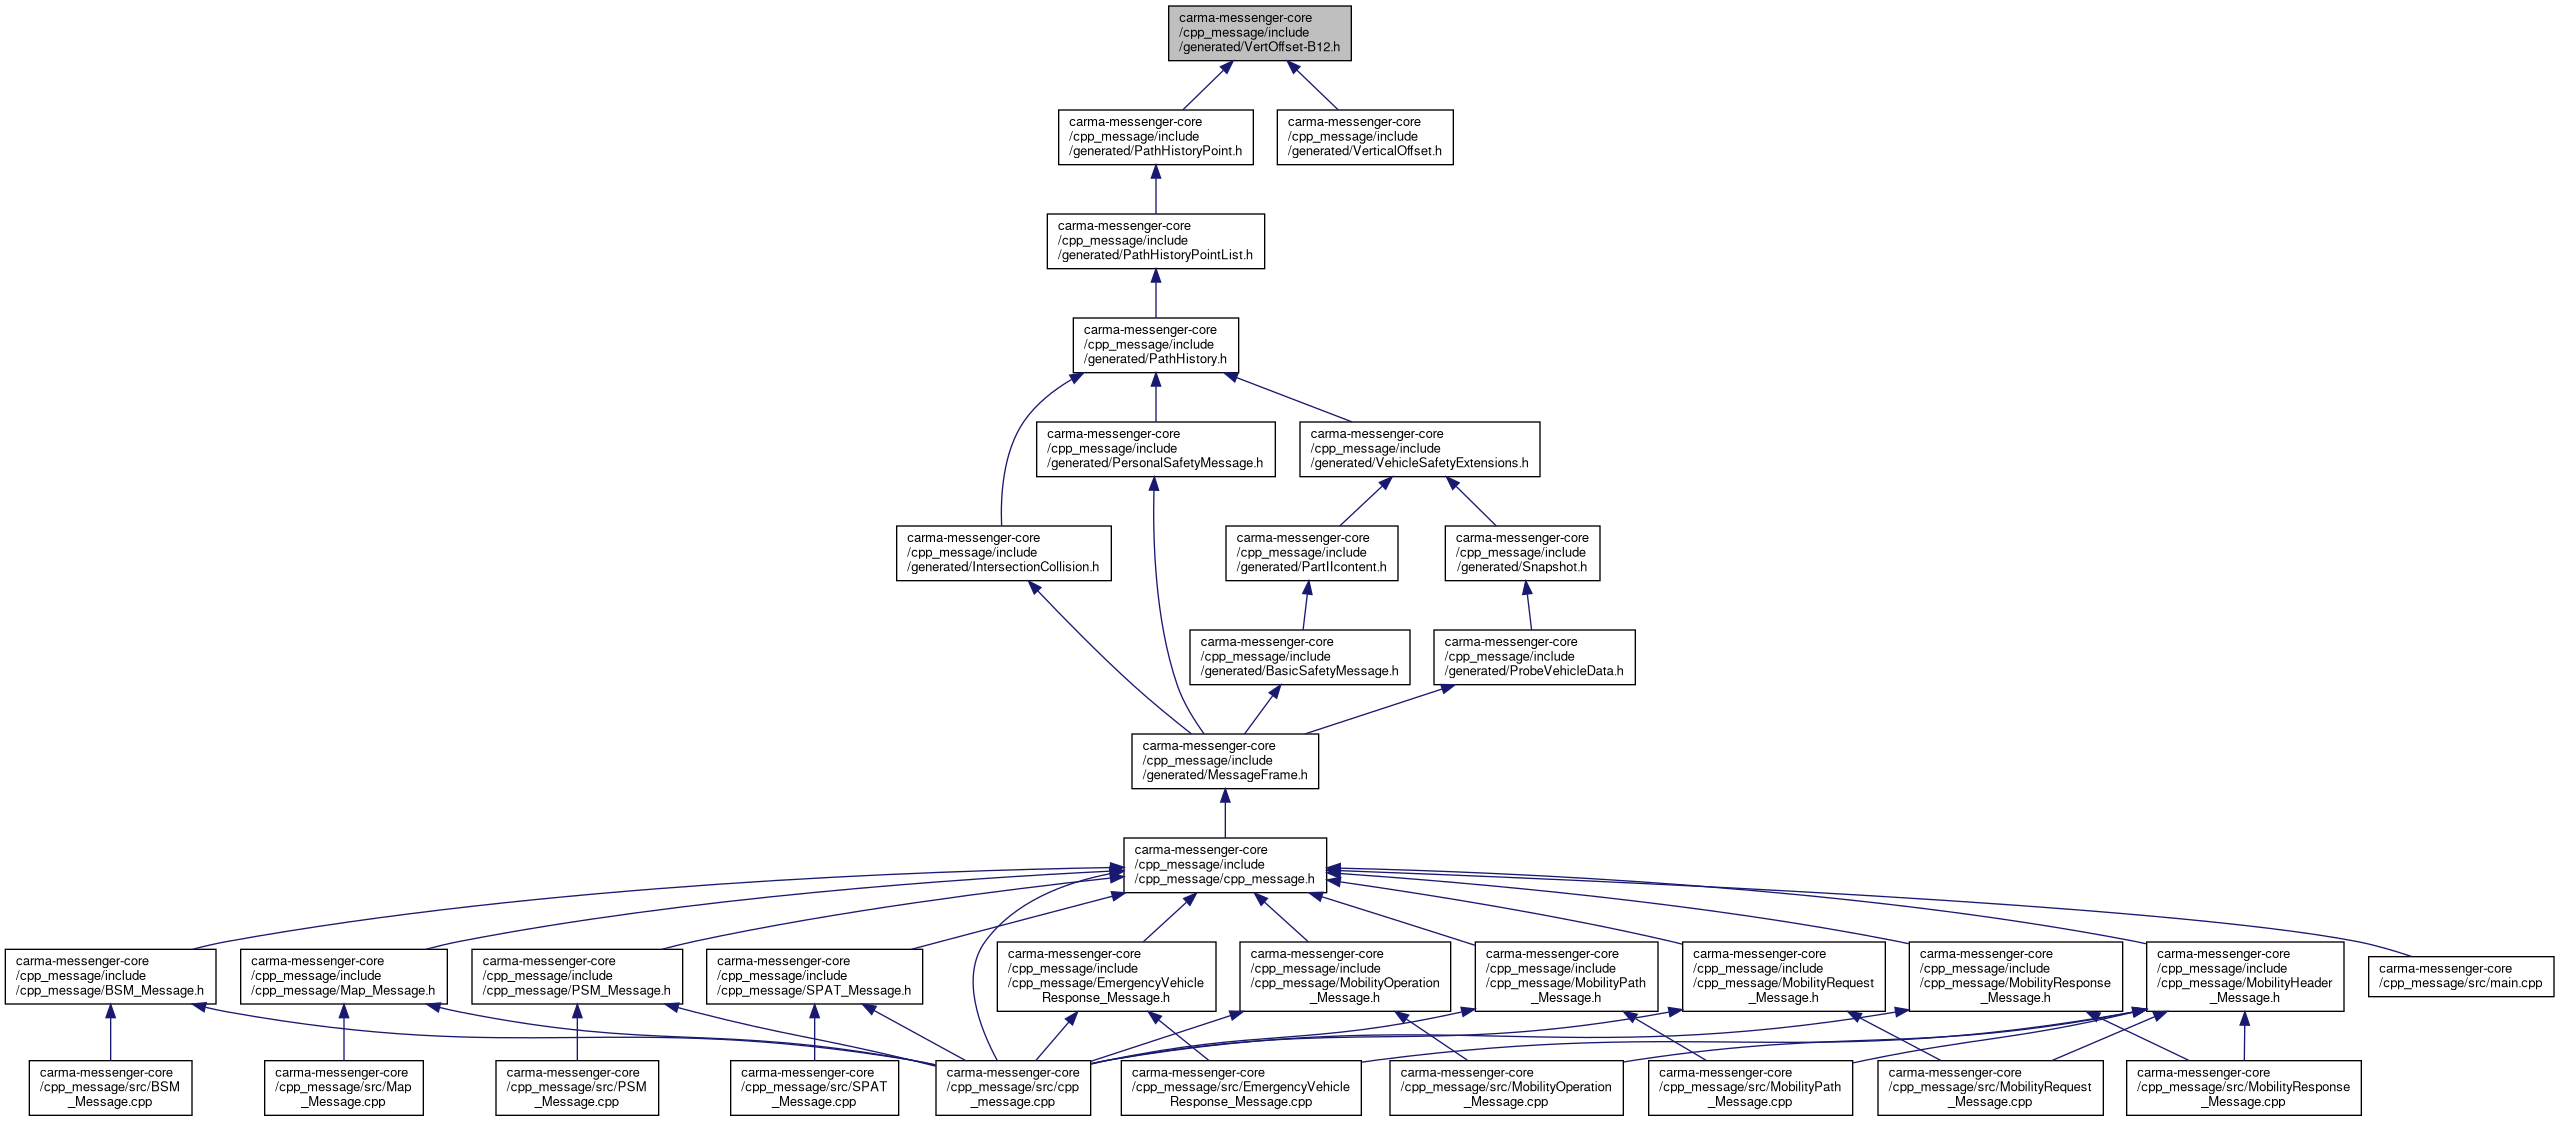 carma-messenger-core
/cpp_message/include
/generated/VertOffset-B12.h
carma-messenger-core
/cpp_message/include
/generated/PathHistoryPoint.h
carma-messenger-core
/cpp_message/include
/generated/VerticalOffset.h
carma-messenger-core
/cpp_message/include
/generated/PathHistoryPointList.h
carma-messenger-core
/cpp_message/include
/generated/PathHistory.h
carma-messenger-core
/cpp_message/include
/generated/PersonalSafetyMessage.h
carma-messenger-core
/cpp_message/include
/generated/VehicleSafetyExtensions.h
carma-messenger-core
/cpp_message/include
/generated/IntersectionCollision.h
carma-messenger-core
/cpp_message/include
/generated/PartIIcontent.h
carma-messenger-core
/cpp_message/include
/generated/Snapshot.h
carma-messenger-core
/cpp_message/include
/generated/BasicSafetyMessage.h
carma-messenger-core
/cpp_message/include
/generated/ProbeVehicleData.h
carma-messenger-core
/cpp_message/include
/generated/MessageFrame.h
carma-messenger-core
/cpp_message/include
/cpp_message/cpp_message.h
carma-messenger-core
/cpp_message/include
/cpp_message/BSM_Message.h
carma-messenger-core
/cpp_message/include
/cpp_message/Map_Message.h
carma-messenger-core
/cpp_message/include
/cpp_message/PSM_Message.h
carma-messenger-core
/cpp_message/include
/cpp_message/SPAT_Message.h
carma-messenger-core
/cpp_message/include
/cpp_message/EmergencyVehicle
Response_Message.h
carma-messenger-core
/cpp_message/include
/cpp_message/MobilityOperation
_Message.h
carma-messenger-core
/cpp_message/include
/cpp_message/MobilityPath
_Message.h
carma-messenger-core
/cpp_message/include
/cpp_message/MobilityRequest
_Message.h
carma-messenger-core
/cpp_message/include
/cpp_message/MobilityResponse
_Message.h
carma-messenger-core
/cpp_message/include
/cpp_message/MobilityHeader
_Message.h
carma-messenger-core
/cpp_message/src/main.cpp
carma-messenger-core
/cpp_message/src/BSM
_Message.cpp
carma-messenger-core
/cpp_message/src/Map
_Message.cpp
carma-messenger-core
/cpp_message/src/PSM
_Message.cpp
carma-messenger-core
/cpp_message/src/SPAT
_Message.cpp
carma-messenger-core
/cpp_message/src/cpp
_message.cpp
carma-messenger-core
/cpp_message/src/EmergencyVehicle
Response_Message.cpp
carma-messenger-core
/cpp_message/src/MobilityOperation
_Message.cpp
carma-messenger-core
/cpp_message/src/MobilityPath
_Message.cpp
carma-messenger-core
/cpp_message/src/MobilityRequest
_Message.cpp
carma-messenger-core
/cpp_message/src/MobilityResponse
_Message.cpp